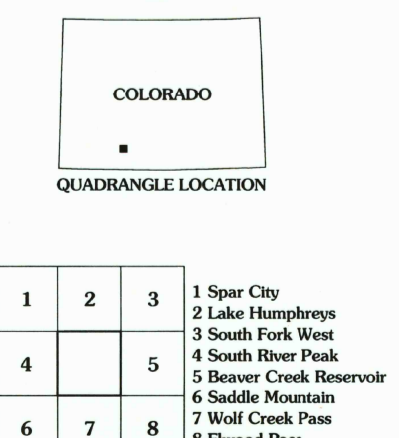 COLORADO
QUADRANGLE LOCATION
1 2 3
4 5
6 7 8
1 Spar City
2 Lake Humphreys
3 South Fork West
4 South River Peak
5 Beaver Creek Reservoir
6 Saddle Mountain
7 Wolf Creek Pass